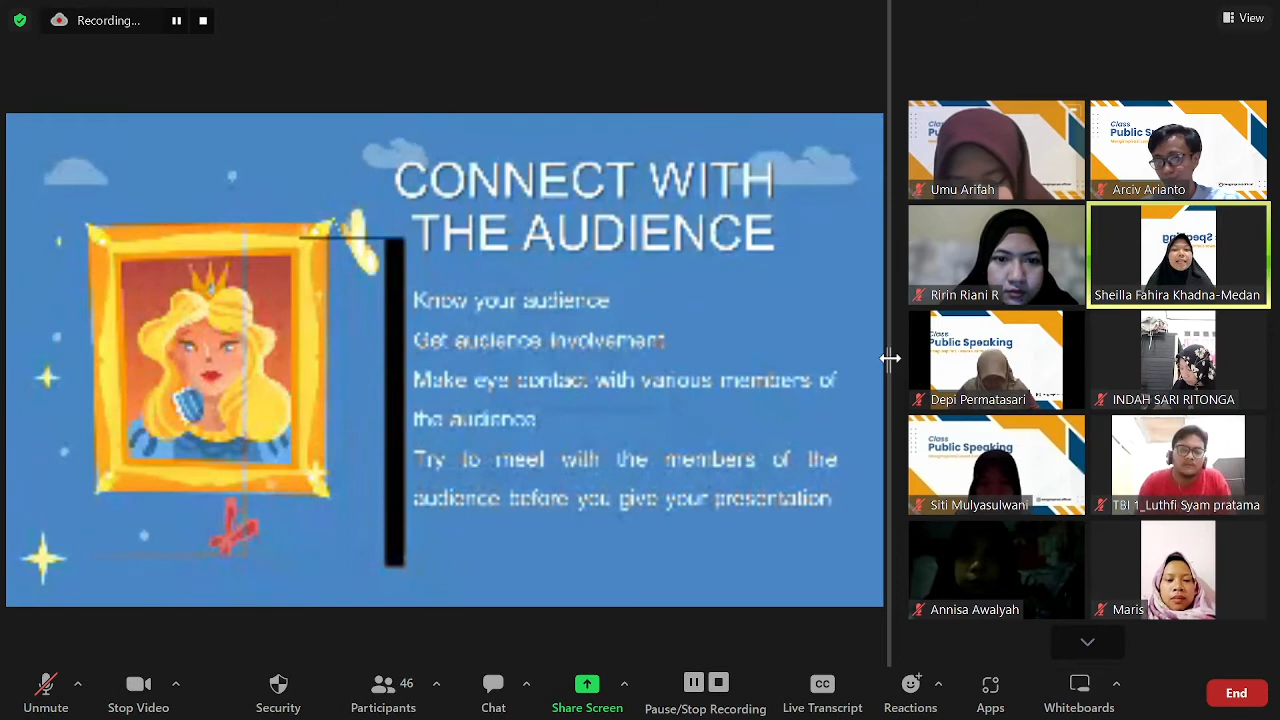 Recording...
View
CONNECT WITH
THE AUDIENCE
Know your audience
Get audience involvement
Make eye contact with various members of
the audience
Try to meet with the members of the
audience before you give your presentation
Class
Umu Arifah
Class
Public
Arciv Arianto
Ririn Riani R
Speaking
Sheilla Fahira Khadna-Medan
Public Speaking
Depi Permatasari
INDAH SARI RITONGA
Class
Public Speaking
Siti Mulyasulwani
TBI 1_Luthfi Syam pratama
Annisa Awalyah
Maris
Unmute
Stop Video
Security
46
Participants
Chat
Share Screen
Pause/Stop Recording
CC
Live Transcript
Reactions
Apps
Whiteboards
End